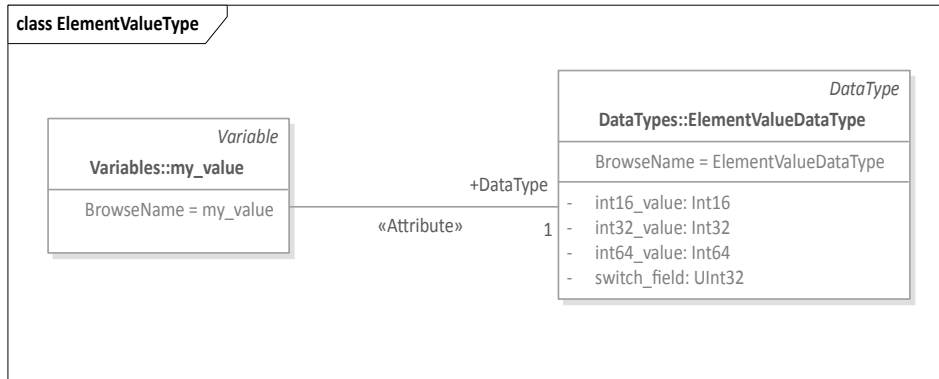 class ElementValueType
Variable
Variables::my_value
BrowseName = my_value
+DataType
«Attribute»
1
DataType
DataTypes::ElementValueDataType
BrowseName = ElementValueDataType
- int16_value: Int16
- int32_value: Int32
- int64_value: Int64
- switch_field: UInt32